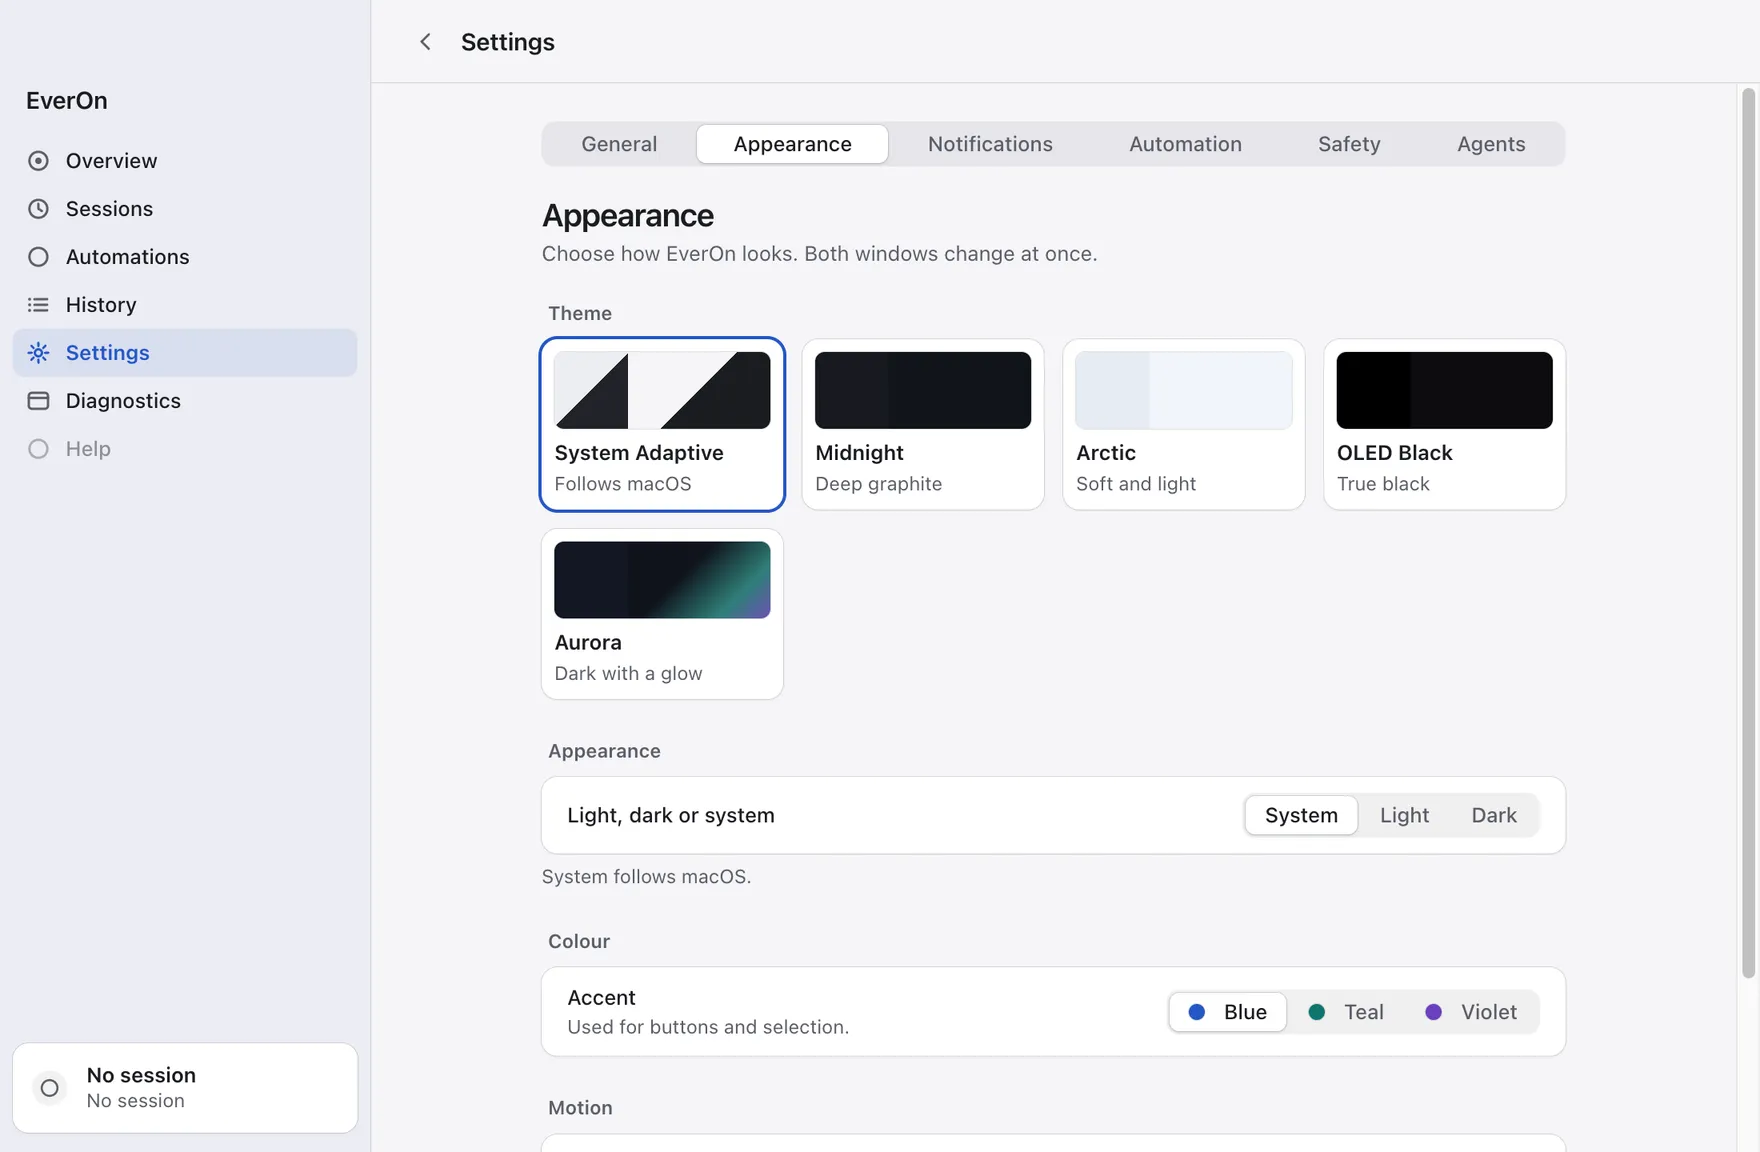 Settings
EverOn
Overview
Sessions
Automations
History
Settings
Diagnostics
Help
No session
No session
General
Appearance
Notifications
Automation
Safety
Agents
Appearance
Choose how EverOn looks. Both windows change at once.
Theme
System Adaptive
Follows macOS
Midnight
Deep graphite
Arctic
Soft and light
OLED Black
True black
Aurora
Dark with a glow
Appearance
Light, dark or system
System
Light
Dark
System follows macOS.
Colour
Accent
Used for buttons and selection.
Blue
Teal
Violet
Motion